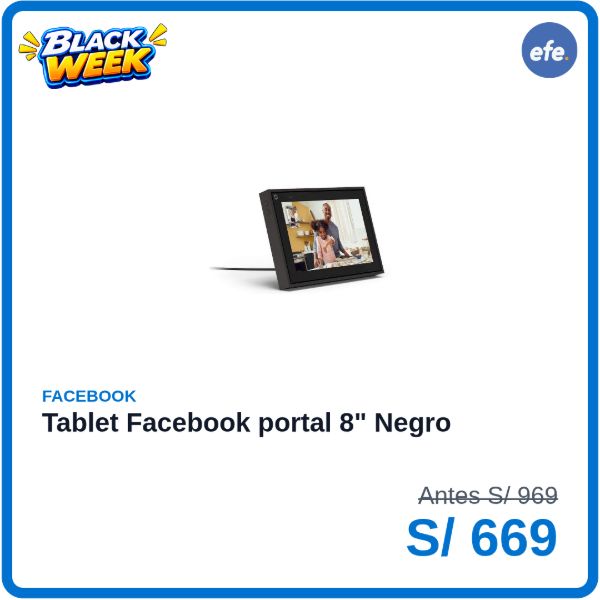 BLACK
WEEK
efe.
FACEBOOK
Tablet Facebook portal 8" Negro
Antes S/ 969
S/ 669